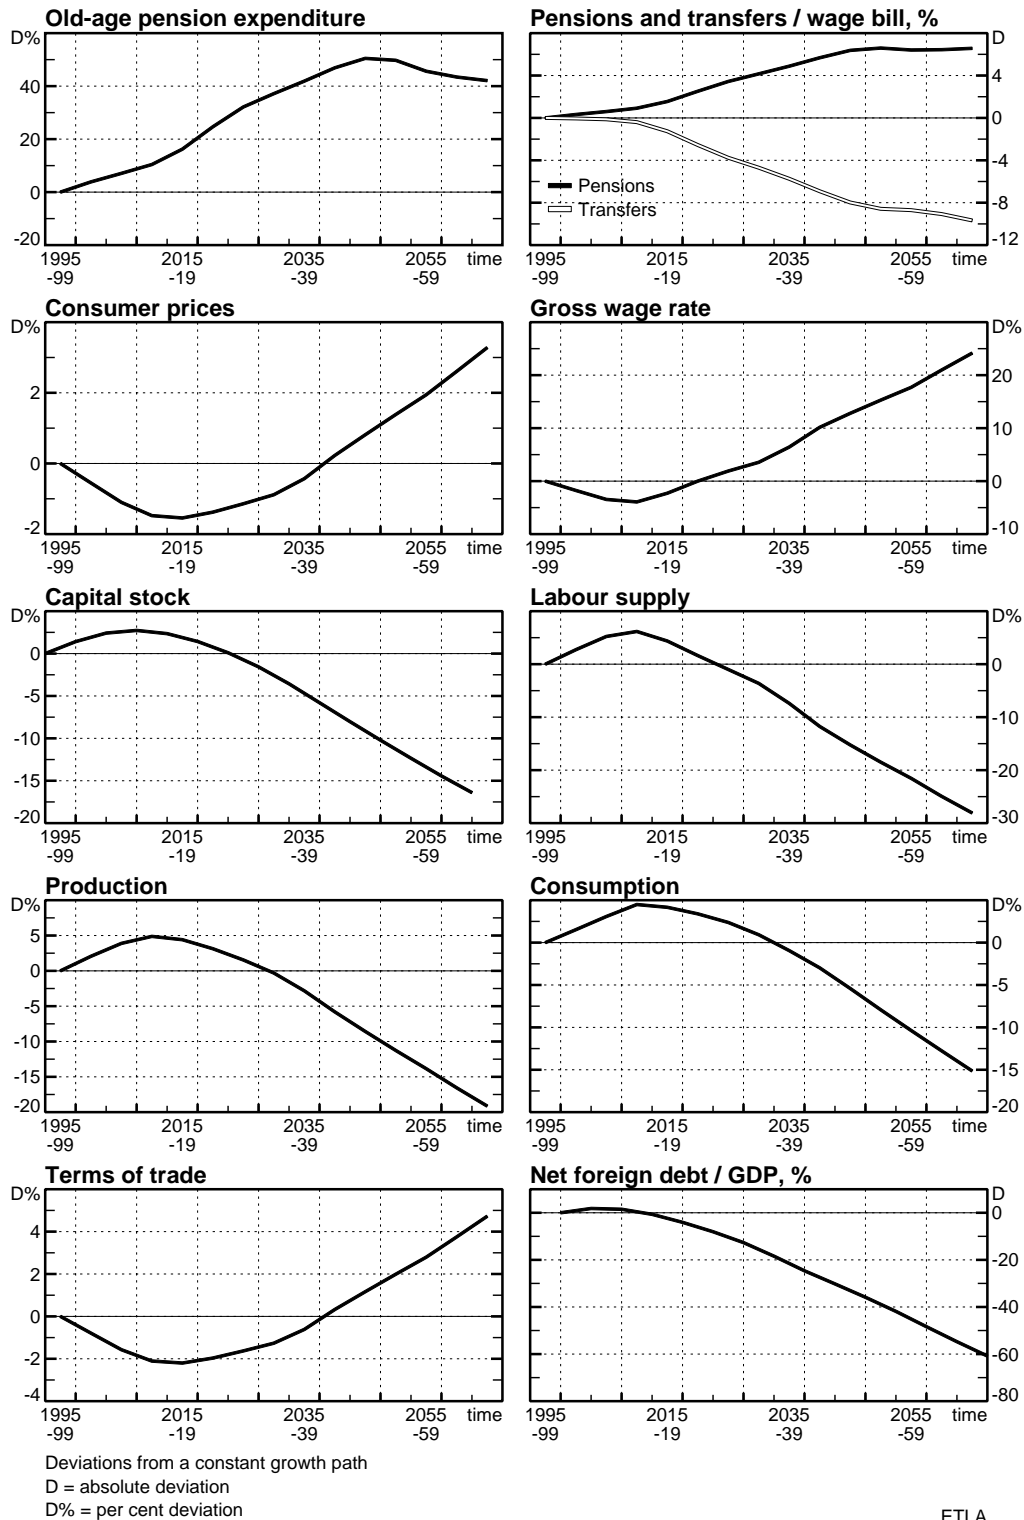 Old-age pension expenditure
D%
40
20
0
-20
1995 2015 2035 2055 time
-99 -19 -39 -59
Pensions and transfers / wage bill, %
D
4
0
-4
-8
-12
Pensions
Transfers
1995 2015 2035 2055 time
-99 -19 -39 -59
Consumer prices
D%
2
0
-2
1995 2015 2035 2055 time
-99 -19 -39 -59
Gross wage rate
D%
20
10
0
-10
1995 2015 2035 2055 time
-99 -19 -39 -59
Capital stock
D%
0
-5
-10
-15
-20
1995 2015 2035 2055 time
-99 -19 -39 -59
Labour supply
D%
0
-10
-20
-30
1995 2015 2035 2055 time
-99 -19 -39 -59
Production
D%
5
0
-5
-10
-15
-20
1995 2015 2035 2055 time
-99 -19 -39 -59
Consumption
D%
0
-5
-10
-15
-20
1995 2015 2035 2055 time
-99 -19 -39 -59
Terms of trade
D%
4
2
0
-2
-4
1995 2015 2035 2055 time
-99 -19 -39 -59
Net foreign debt / GDP, %
D
0
-20
-40
-60
-80
1995 2015 2035 2055 time
-99 -19 -39 -59
Deviations from a constant growth path
D = absolute deviation
D% = per cent deviation
ETLA